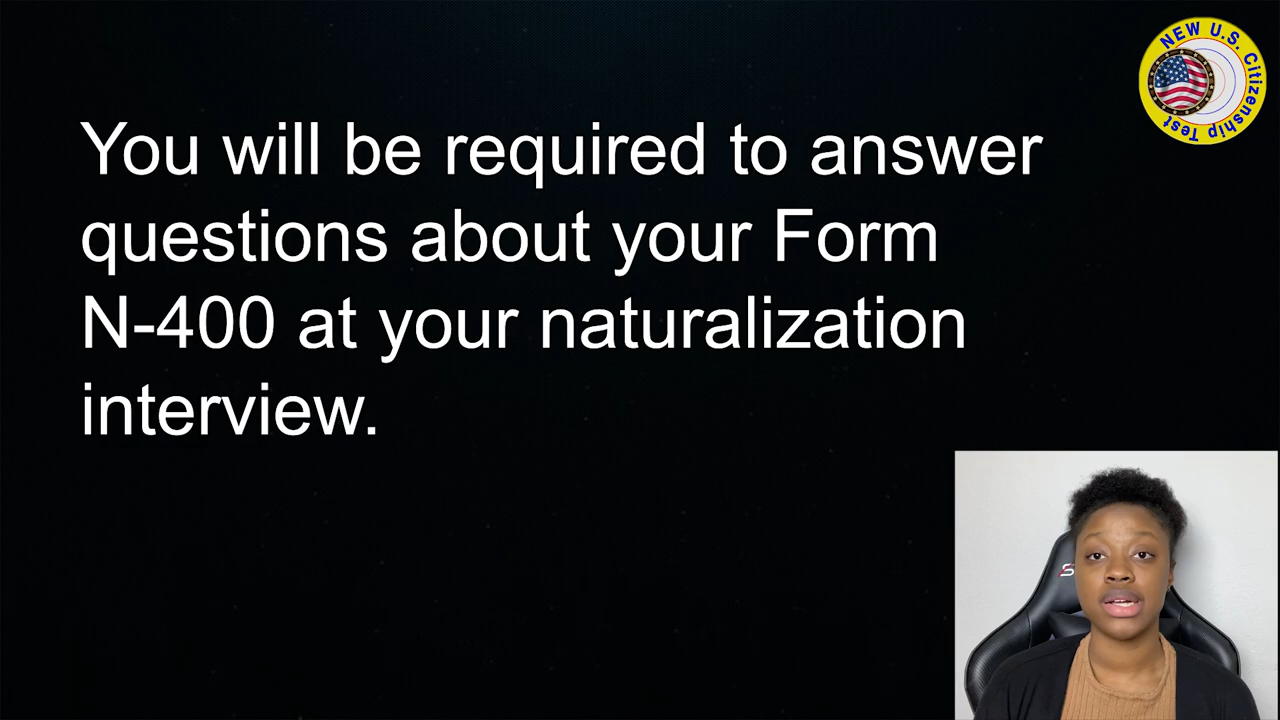 You will be required to answer
questions about your Form
N-400 at your naturalization
interview.
NEW U.S. Citizenship Test